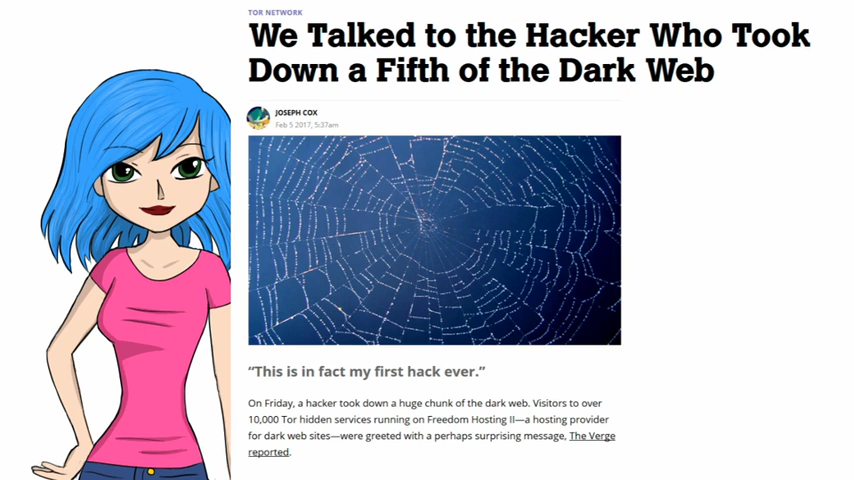 TOR NETWORK
We Talked to the Hacker Who Took
Down a Fifth of the Dark Web
JOSEPH COX
Feb 5 2017, 5:37am
“This is in fact my first hack ever.”
On Friday, a hacker took down a huge chunk of the dark web. Visitors to over
10,000 Tor hidden services running on Freedom Hosting II—a hosting provider
for dark web sites—were greeted with a perhaps surprising message, The Verge
reported.